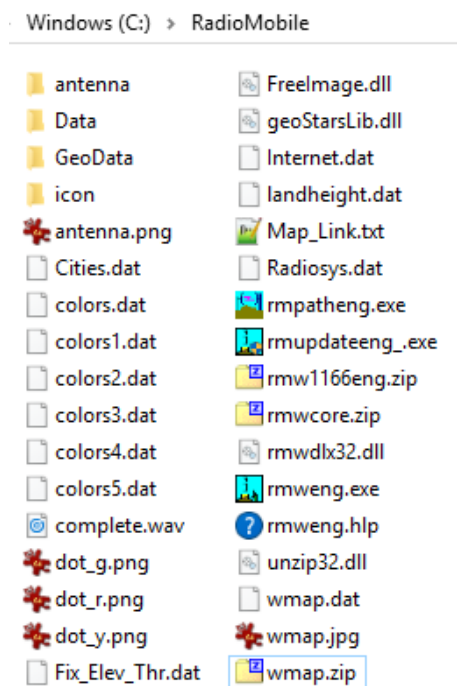 Windows (C:) > RadioMobile
antenna
Data
GeoData
icon
antenna.png
Cities.dat
colors.dat
colors1.dat
colors2.dat
colors3.dat
colors4.dat
colors5.dat
complete.wav
dot_g.png
dot_r.png
dot_y.png
Fix_Elev_Thr.dat
FreeImage.dll
geoStarsLib.dll
Internet.dat
landheight.dat
Map_Link.txt
Radiosys.dat
rmpatheng.exe
rmupdateeng_.exe
rmw1166eng.zip
rmwcore.zip
rmwdlx32.dll
rmweng.exe
rmweng.hlp
unzip32.dll
wmap.dat
wmap.jpg
wmap.zip